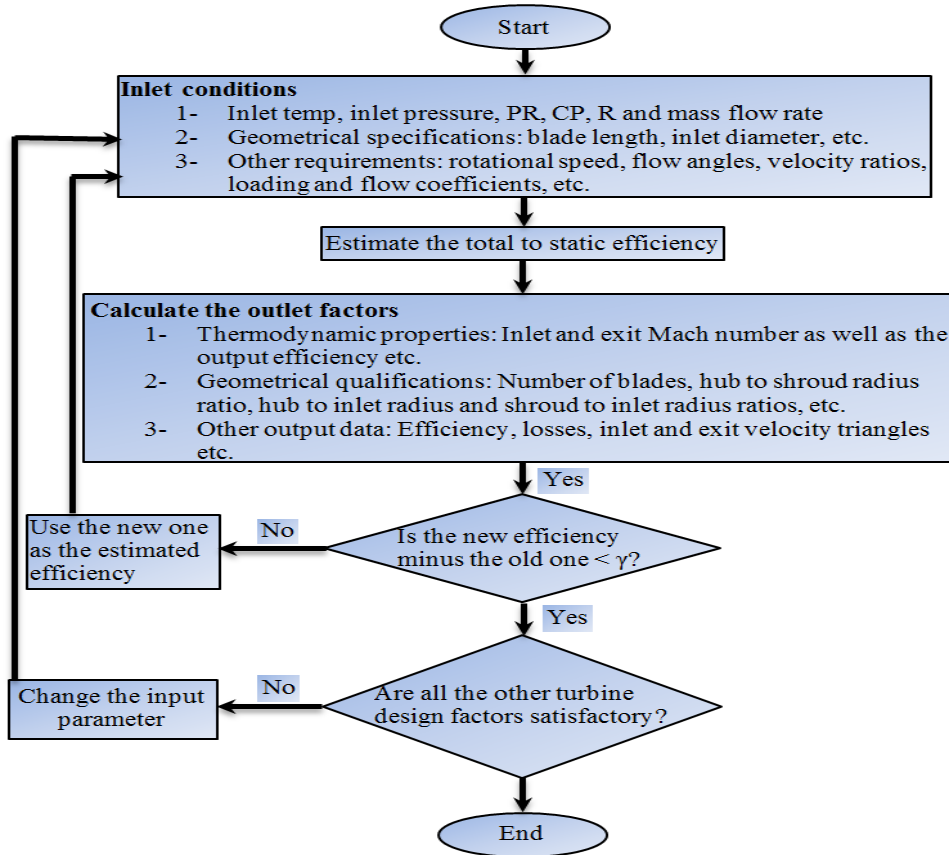 Start
Inlet conditions
1- Inlet temp, inlet pressure, PR, CP, R and mass flow rate
2- Geometrical specifications: blade length, inlet diameter, etc.
3- Other requirements: rotational speed, flow angles, velocity ratios,
loading and flow coefficients, etc.
Estimate the total to static efficiency
Calculate the outlet factors
1- Thermodynamic properties: Inlet and exit Mach number as well as the
output efficiency etc.
2- Geometrical qualifications: Number of blades, hub to shroud radius
ratio, hub to inlet radius and shroud to inlet radius ratios, etc.
3- Other output data: Efficiency, losses, inlet and exit velocity triangles
etc.
Yes
Is the new efficiency
minus the old one < γ?
No
Use the new one
as the estimated
efficiency
Yes
Are all the other turbine
design factors satisfactory?
No
Change the input
parameter
End